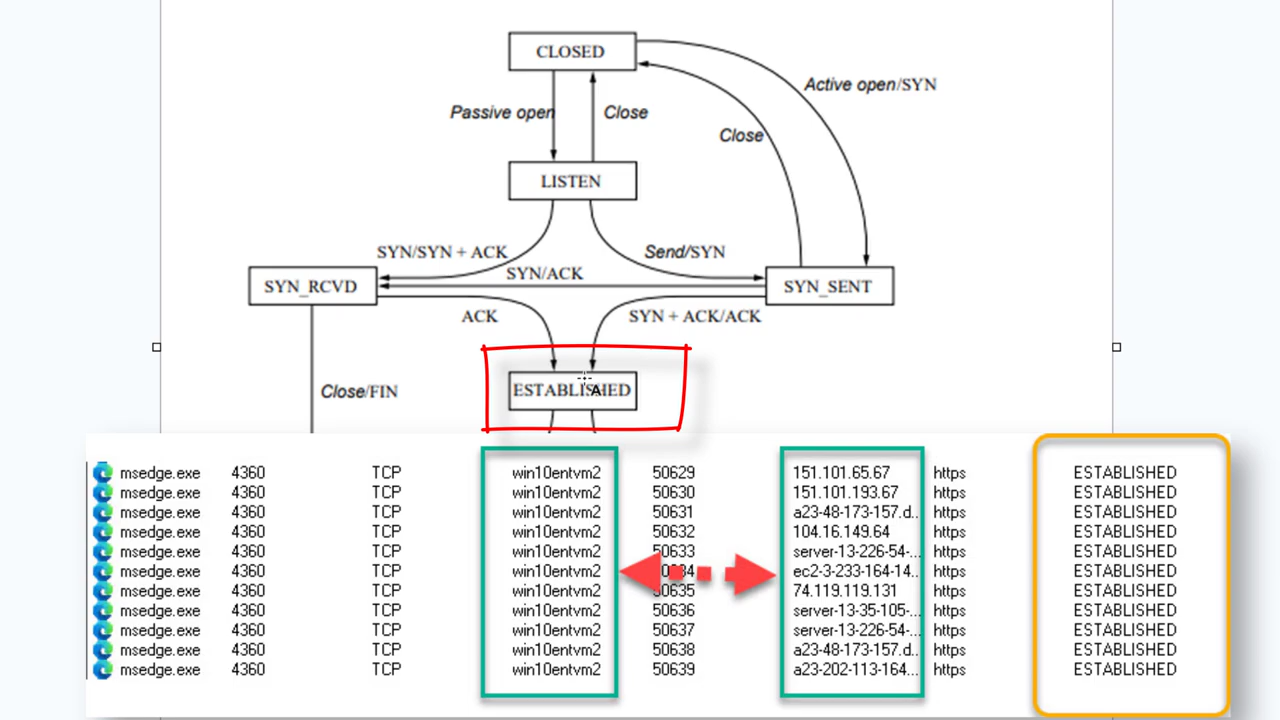 CLOSED
Active open/SYN
Passive open
Close
Close
LISTEN
SYN/SYN + ACK
Send/SYN
SYN/ACK
SYN_RCVD
SYN_SENT
ACK
SYN + ACK/ACK
ESTABLISHED
Close/FIN
msedge.exe 4360 TCP win10entvm2 50629 151.101.65.67 https ESTABLISHED
msedge.exe 4360 TCP win10entvm2 50630 151.101.193.67 https ESTABLISHED
msedge.exe 4360 TCP win10entvm2 50631 a23-48-173-157.d... https ESTABLISHED
msedge.exe 4360 TCP win10entvm2 50632 104.16.149.64 https ESTABLISHED
msedge.exe 4360 TCP win10entvm2 50633 server-13-226-54-... https ESTABLISHED
msedge.exe 4360 TCP win10entvm2 ec2-3-233-164-14... https ESTABLISHED
msedge.exe 4360 TCP win10entvm2 50635 74.119.119.131 https ESTABLISHED
msedge.exe 4360 TCP win10entvm2 50636 server-13-35-105-... https ESTABLISHED
msedge.exe 4360 TCP win10entvm2 50637 server-13-226-54-... https ESTABLISHED
msedge.exe 4360 TCP win10entvm2 50638 a23-48-173-157.d... https ESTABLISHED
msedge.exe 4360 TCP win10entvm2 50639 a23-202-113-164... https ESTABLISHED